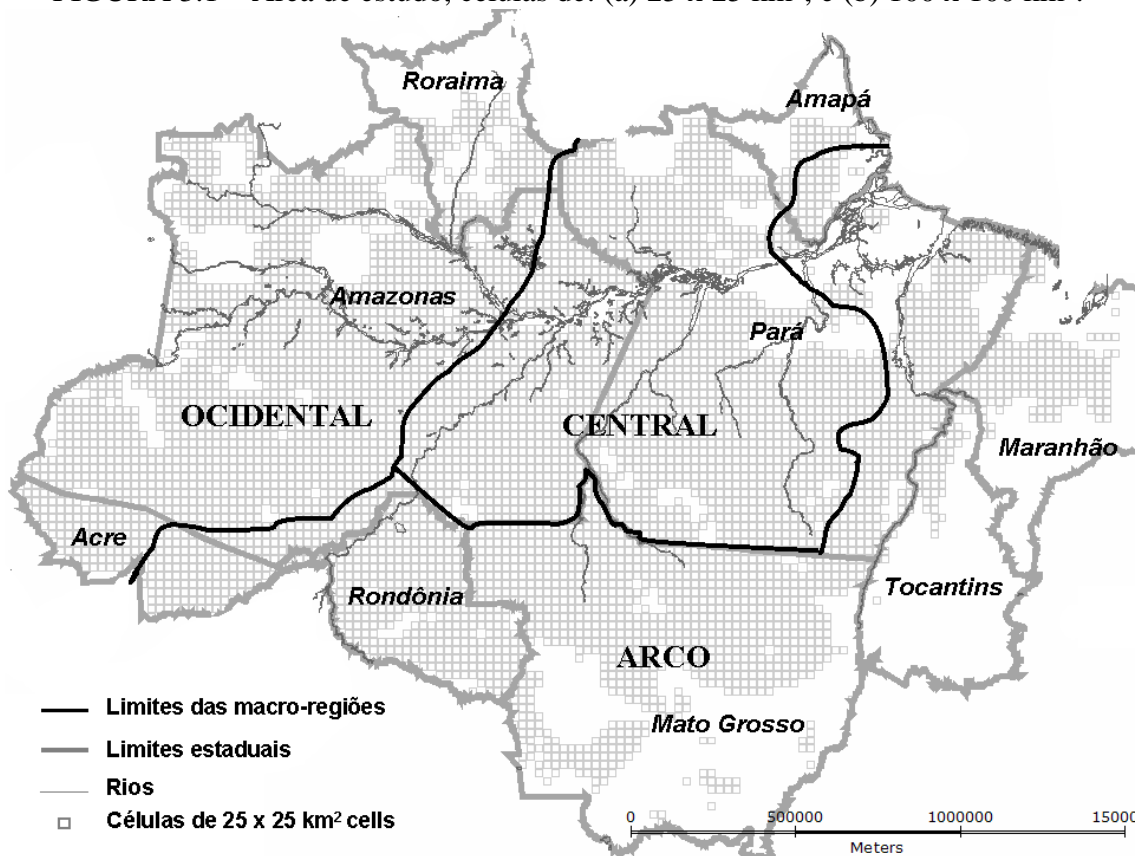 FIGURA 3.1 – Área de estudo, células de: (a) 25 x 25 km², e (b) 100 x 100 km².
Roraima
Amapá
Amazonas
Pará
OCIDENTAL
CENTRAL
Maranhão
Acre
Rondônia
Tocantins
ARCO
Mato Grosso
Limites das macro-regiões
Limites estaduais
Rios
Células de 25 x 25 km² cells
0 500000 1000000 15000
Meters